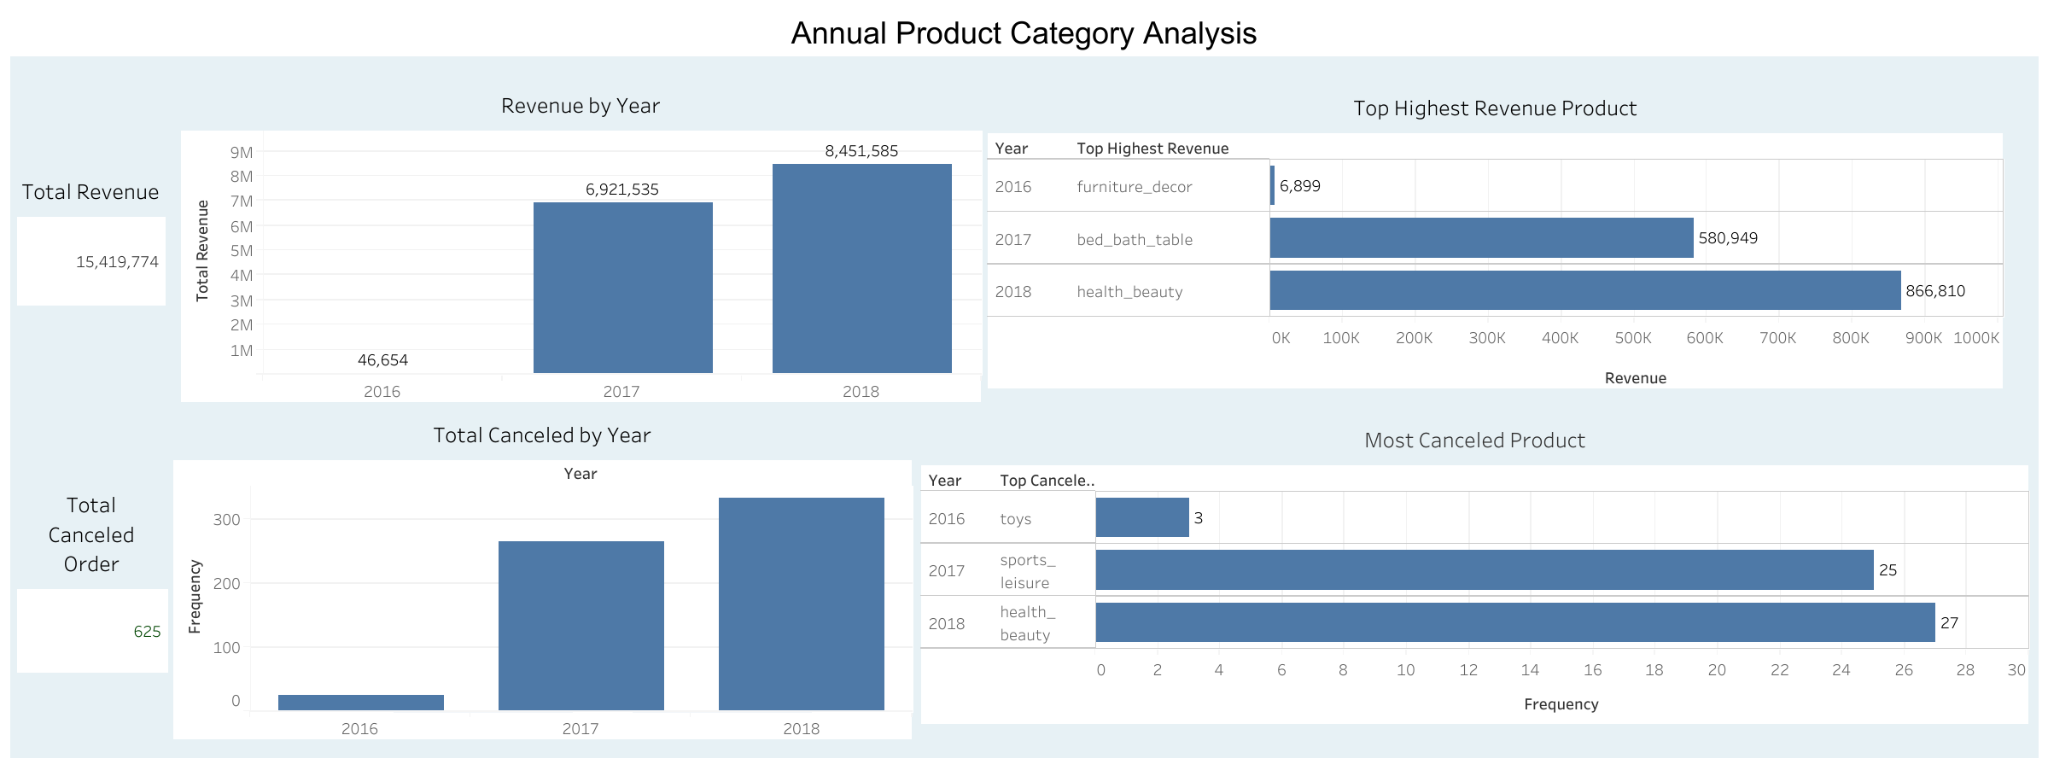 Annual Product Category Analysis
Total Revenue
15,419,774
Revenue by Year
Total Revenue
9M
8M
7M
6M
5M
4M
3M
2M
1M
46,654
6,921,535
8,451,585
2016
2017
2018
Top Highest Revenue Product
Year Top Highest Revenue
2016 furniture_decor 6,899
2017 bed_bath_table 580,949
2018 health_beauty 866,810
0K 100K 200K 300K 400K 500K 600K 700K 800K 900K 1000K
Revenue
Total
Canceled
Order
625
Total Canceled by Year
Year
Frequency
300
200
100
0
2016
2017
2018
Most Canceled Product
Year Top Cancele..
2016 toys 3
2017 sports_
leisure 25
2018 health_
beauty 27
0 2 4 6 8 10 12 14 16 18 20 22 24 26 28 30
Frequency